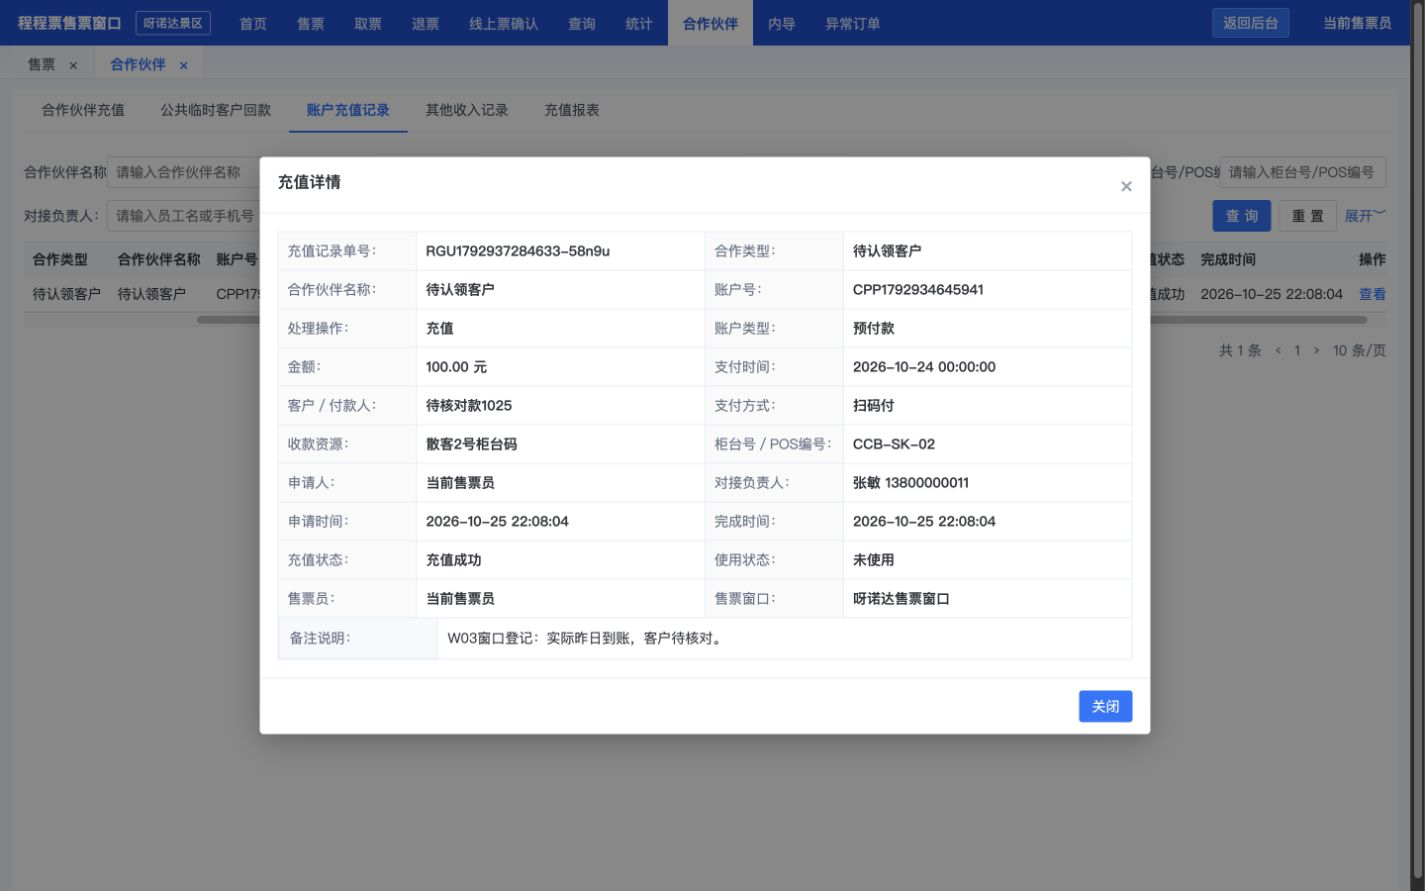 程程票售票窗口 呀诺达景区 首页 售票 取票 退票 线上票确认 查询 统计 合作伙伴 内导 异常订单 返回后台 当前售票员
售票 × 合作伙伴 ×
合作伙伴充值 公共临时客户回款 账户充值记录 其他收入记录 充值报表
合作伙伴名称 请输入合作伙伴名称 台号/POS编 请输入柜台号/POS编号
对接负责人： 请输入员工名或手机号 查 询 重 置 展开
合作类型 合作伙伴名称 账户号 值状态 完成时间 操作
待认领客户 待认领客户 CPP179 值成功 2026-10-25 22:08:04 查看
共 1 条 < 1 > 10 条/页
充值详情 ×
充值记录单号： RGU1792937284633-58n9u 合作类型： 待认领客户
合作伙伴名称： 待认领客户 账户号： CPP1792934645941
处理操作： 充值 账户类型： 预付款
金额： 100.00 元 支付时间： 2026-10-24 00:00:00
客户 / 付款人： 待核对款1025 支付方式： 扫码付
收款资源： 散客2号柜台码 柜台号 / POS编号： CCB-SK-02
申请人： 当前售票员 对接负责人： 张敏 13800000011
申请时间： 2026-10-25 22:08:04 完成时间： 2026-10-25 22:08:04
充值状态： 充值成功 使用状态： 未使用
售票员： 当前售票员 售票窗口： 呀诺达售票窗口
备注说明： W03窗口登记：实际昨日到账，客户待核对。
关闭